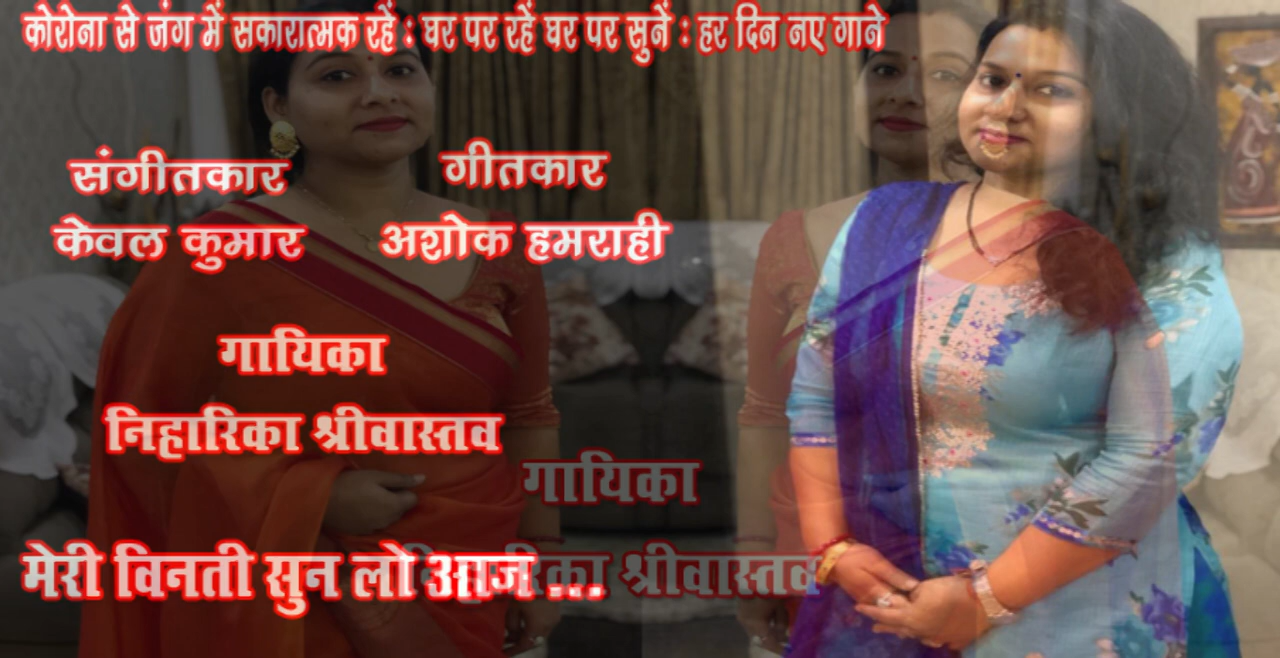 कोरोना से जंग में सकारात्मक रहें : घर पर रहें घर पर सुनें : हर दिन नए गाने
संगीतकार गीतकार
केवल कुमार अशोक हमराही
गायिका
निहारिका श्रीवास्तव
गायिका
मेरी विनती सुन लो आज ...
श्रीवास्तव